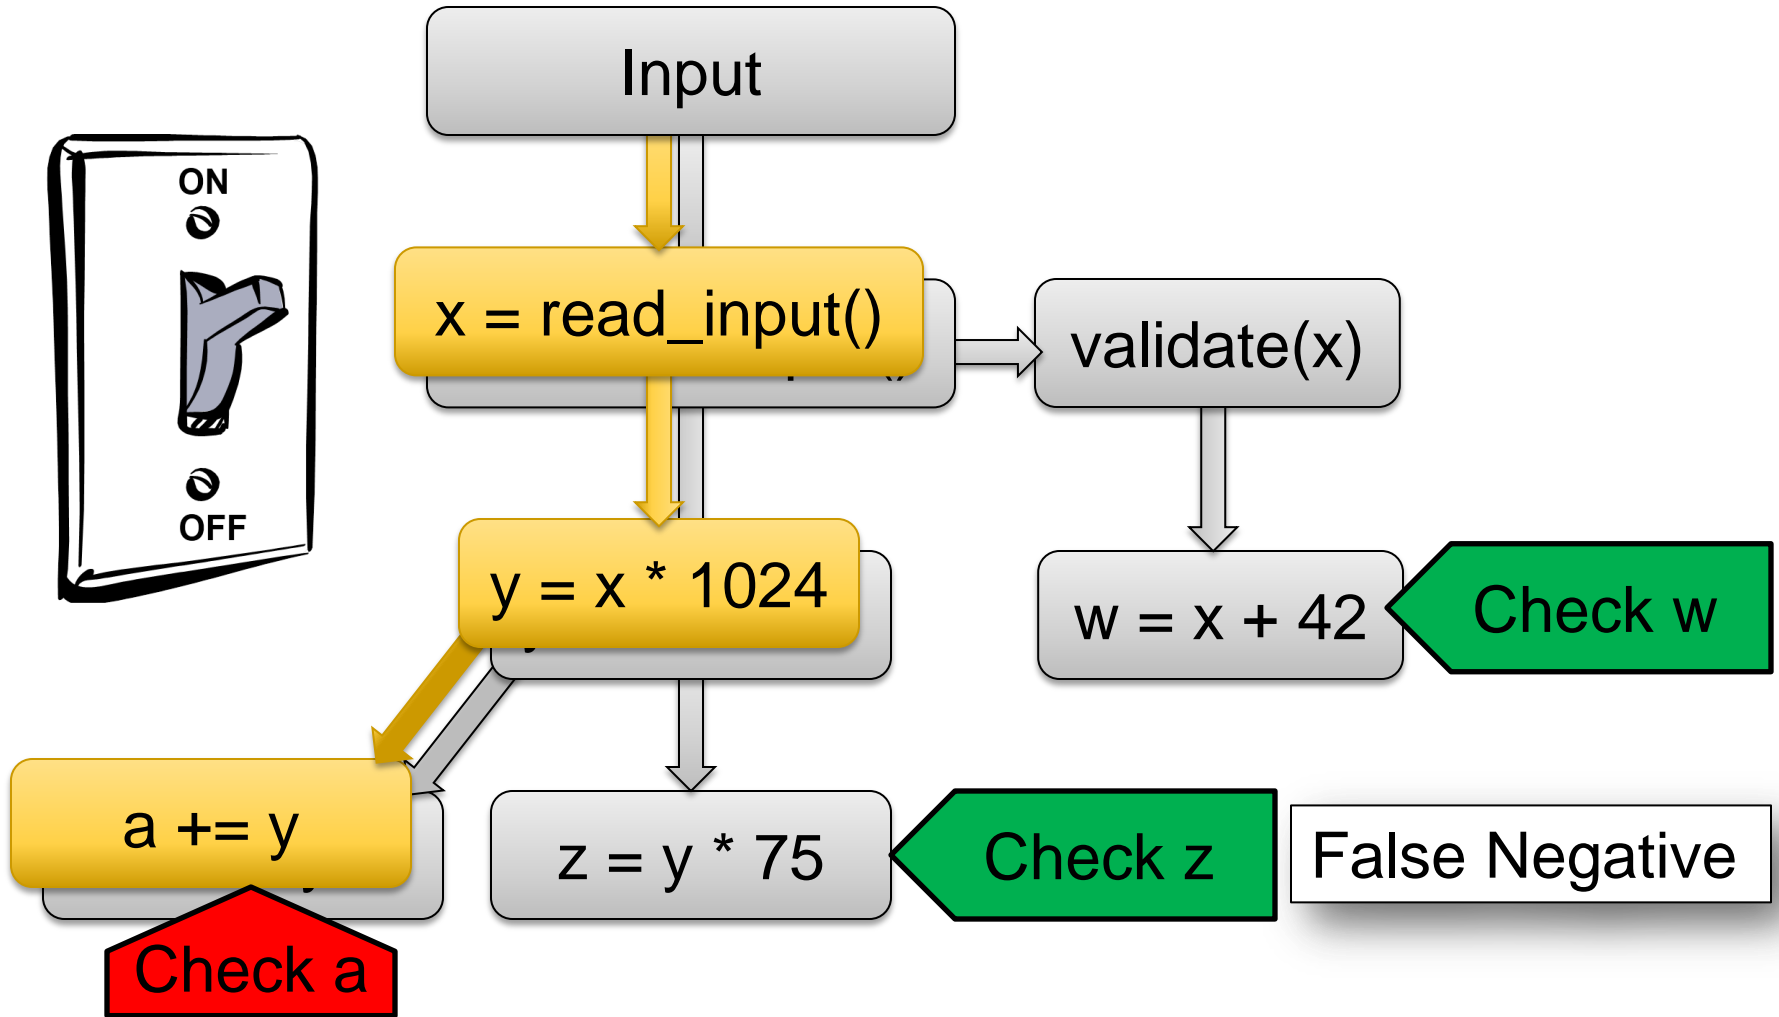 Input
ON
x = read_input()
validate(x)
OFF
y = x * 1024
w = x + 42
Check w
a += y
z = y * 75
Check z
False Negative
Check a